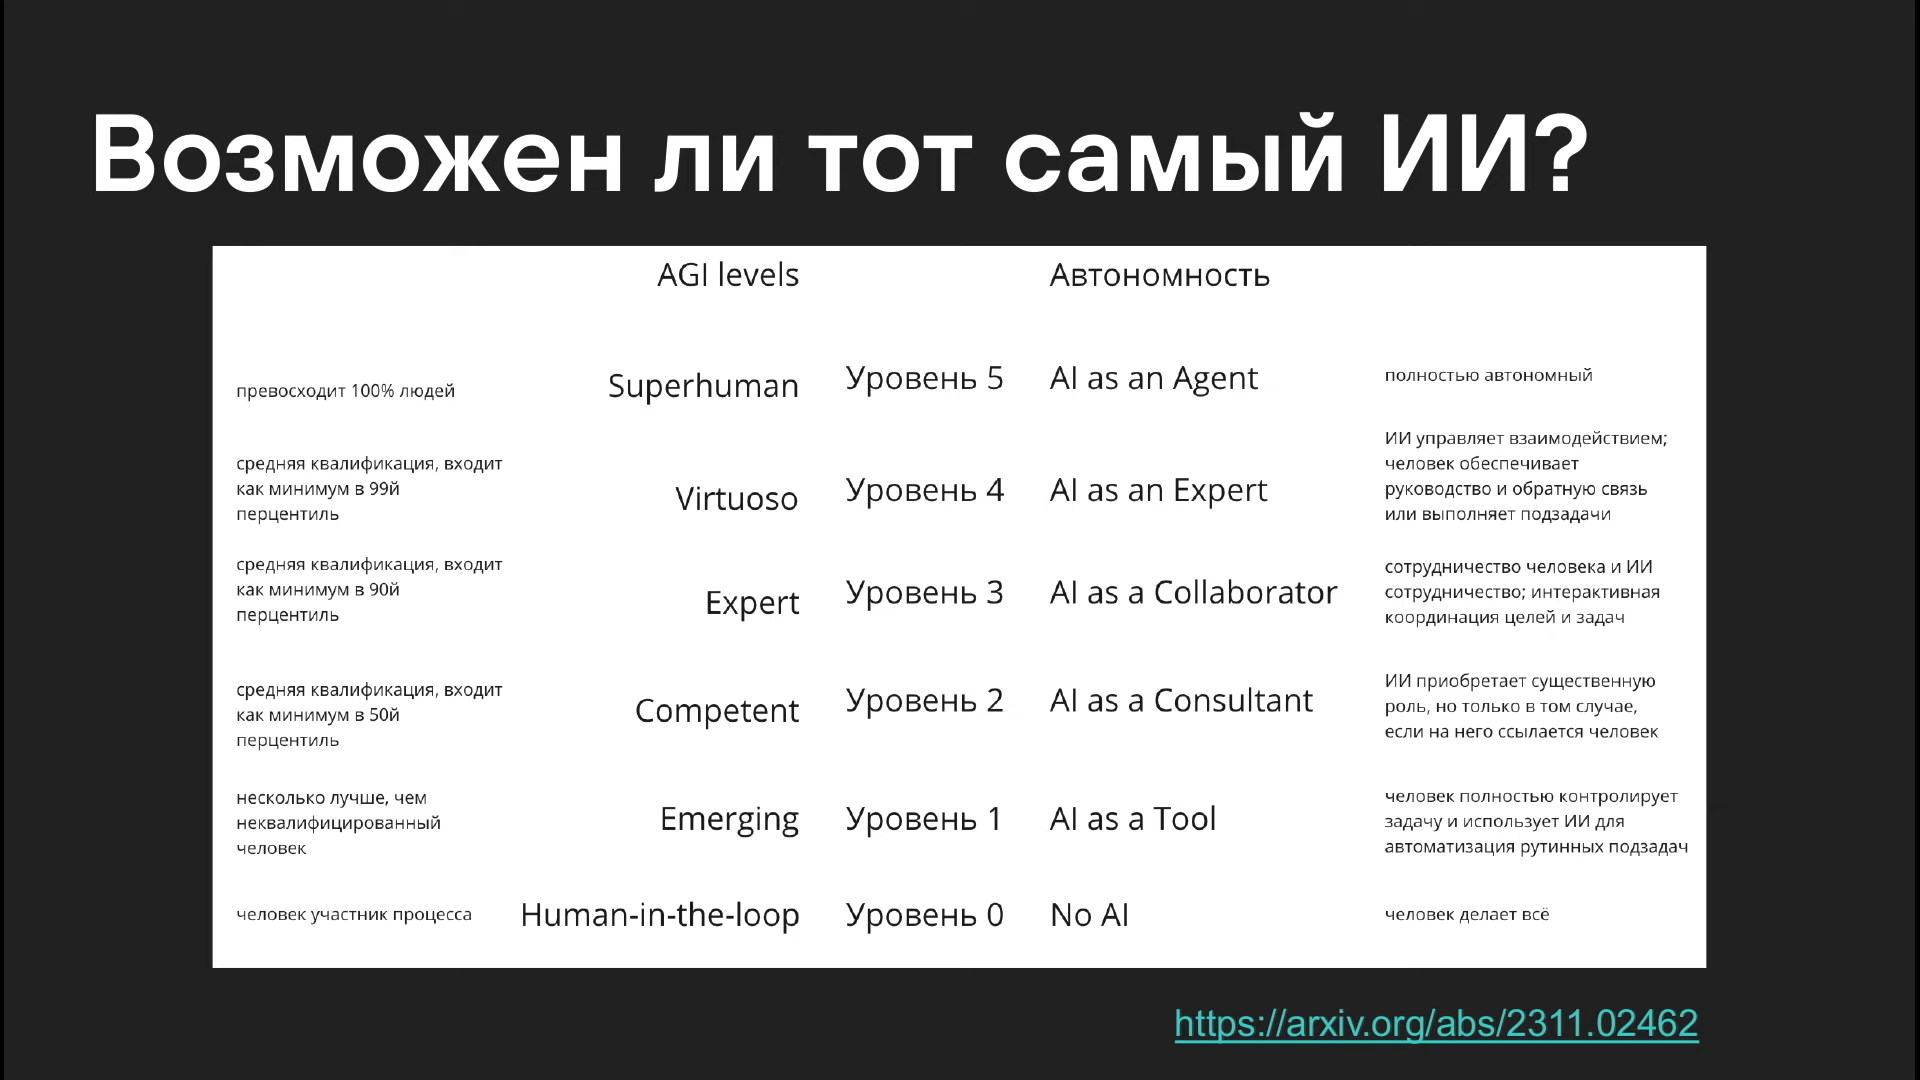 Возможен ли тот самый ИИ?
AGI levels
Автономность
превосходит 100% людей
Superhuman
Уровень 5
AI as an Agent
полностью автономный
средняя квалификация, входит
как минимум в 99й
перцентиль
Virtuoso
Уровень 4
AI as an Expert
ИИ управляет взаимодействием;
человек обеспечивает
руководство и обратную связь
или выполняет подзадачи
средняя квалификация, входит
как минимум в 90й
перцентиль
Expert
Уровень 3
AI as a Collaborator
сотрудничество человека и ИИ
сотрудничество; интерактивная
координация целей и задач
средняя квалификация, входит
как минимум в 50й
перцентиль
Competent
Уровень 2
AI as a Consultant
ИИ приобретает существенную
роль, но только в том случае,
если на него ссылается человек
несколько лучше, чем
неквалифицированный
человек
Emerging
Уровень 1
AI as a Tool
человек полностью контролирует
задачу и использует ИИ для
автоматизация рутинных подзадач
человек участник процесса
Human-in-the-loop
Уровень 0
No AI
человек делает всё
https://arxiv.org/abs/2311.02462